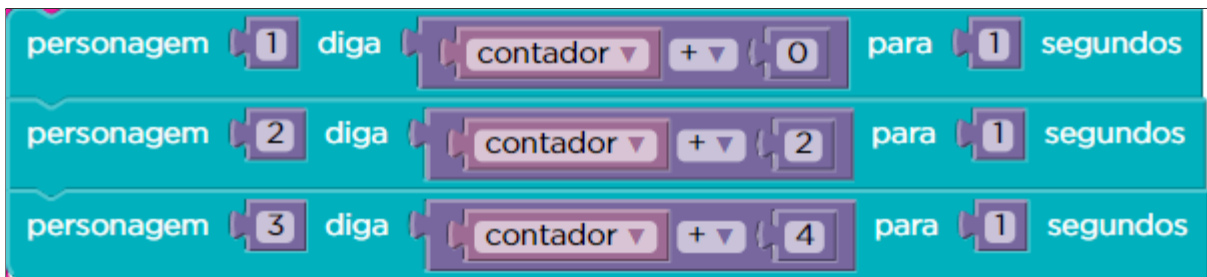 personagem 1 diga contador ▼ + ▼ 0 para 1 segundos
personagem 2 diga contador ▼ + ▼ 2 para 1 segundos
personagem 3 diga contador ▼ + ▼ 4 para 1 segundos